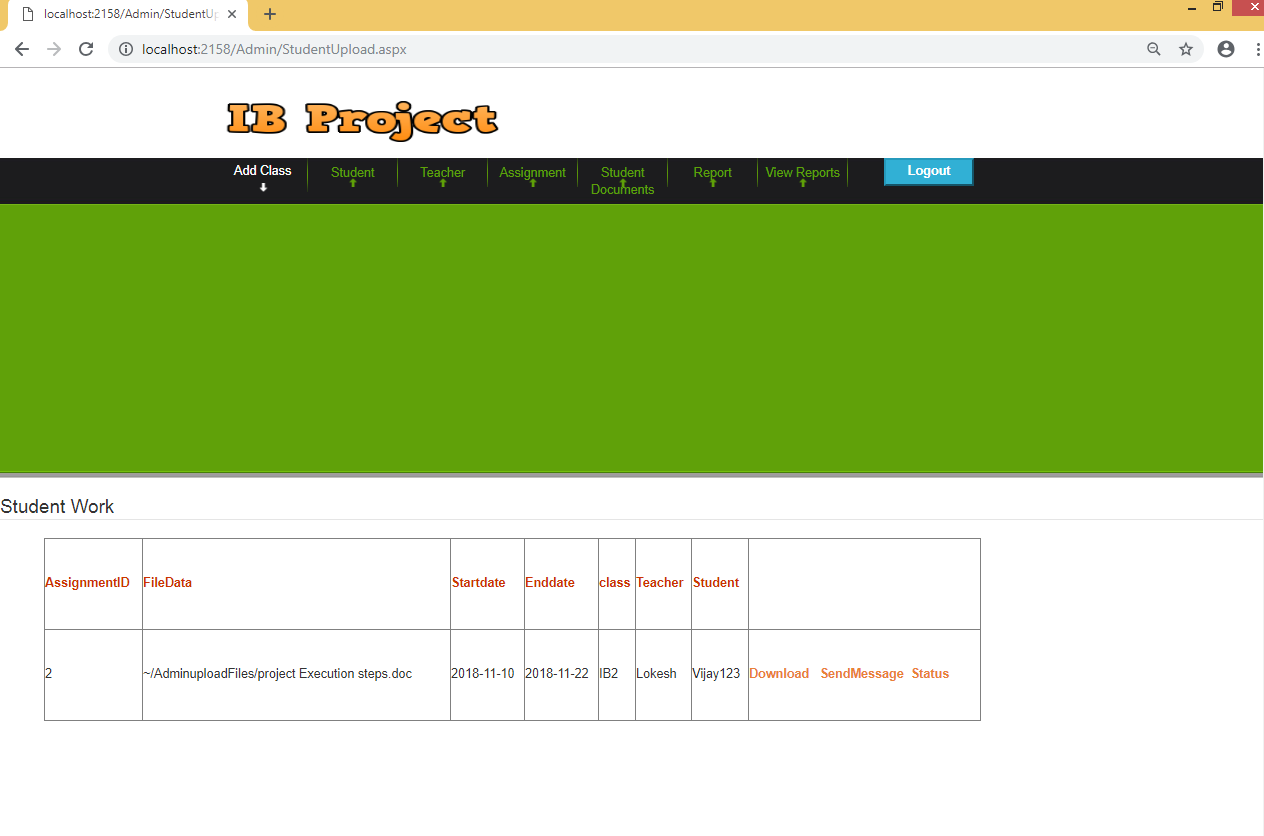 localhost:2158/Admin/StudentUp
localhost:2158/Admin/StudentUpload.aspx
IB Project
Add Class Student Teacher Assignment Student Documents Report View Reports Logout
Student Work
AssignmentID FileData Startdate Enddate class Teacher Student
2 ~/AdminuploadFiles/project Execution steps.doc 2018-11-10 2018-11-22 IB2 Lokesh Vijay123 Download SendMessage Status